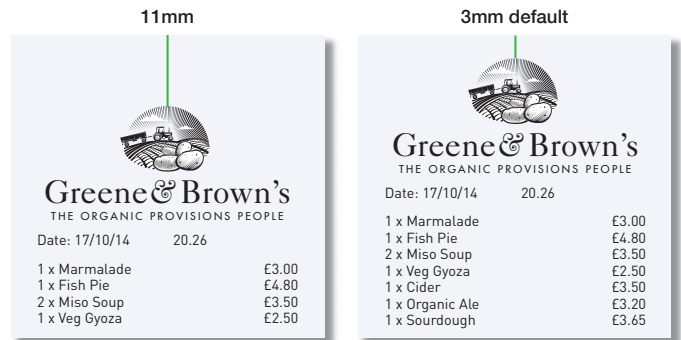 11mm
Greene & Brown's
THE ORGANIC PROVISIONS PEOPLE
Date: 17/10/14 20.26
1 x Marmalade £3.00
1 x Fish Pie £4.80
2 x Miso Soup £3.50
1 x Veg Gyoza £2.50
3mm default
Greene & Brown's
THE ORGANIC PROVISIONS PEOPLE
Date: 17/10/14 20.26
1 x Marmalade £3.00
1 x Fish Pie £4.80
2 x Miso Soup £3.50
1 x Veg Gyoza £2.50
1 x Cider £3.50
1 x Organic Ale £3.20
1 x Sourdough £3.65